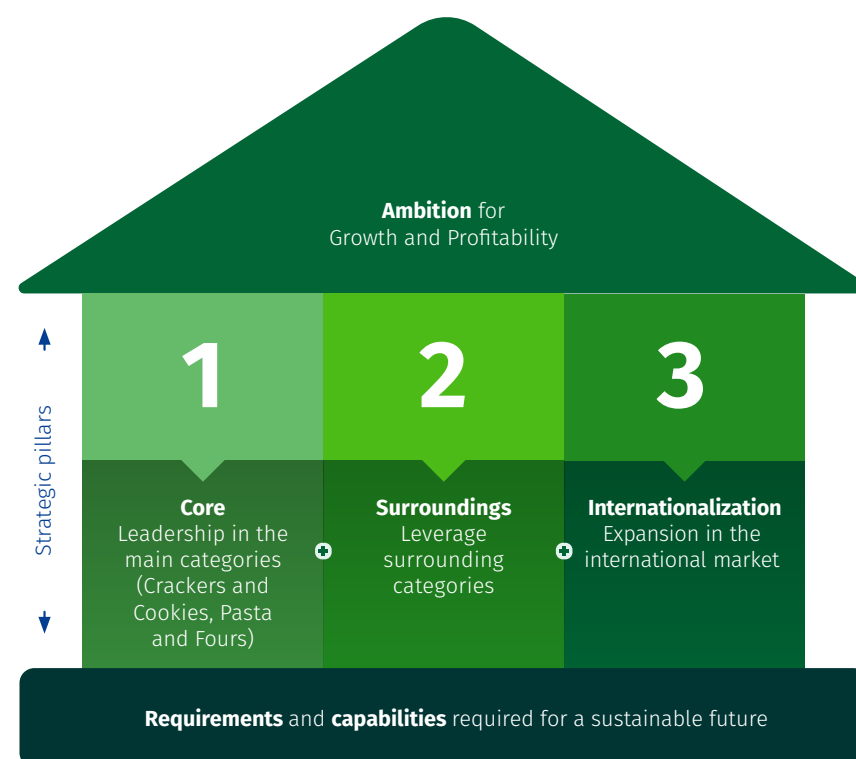 Ambition for
Growth and Profitability
Strategic pillars
1
2
3
Core
Leadership in the
main categories
(Crackers and
Cookies, Pasta
and Fours)
Surroundings
Leverage
surrounding
categories
Internationalization
Expansion in the
international market
Requirements and capabilities required for a sustainable future